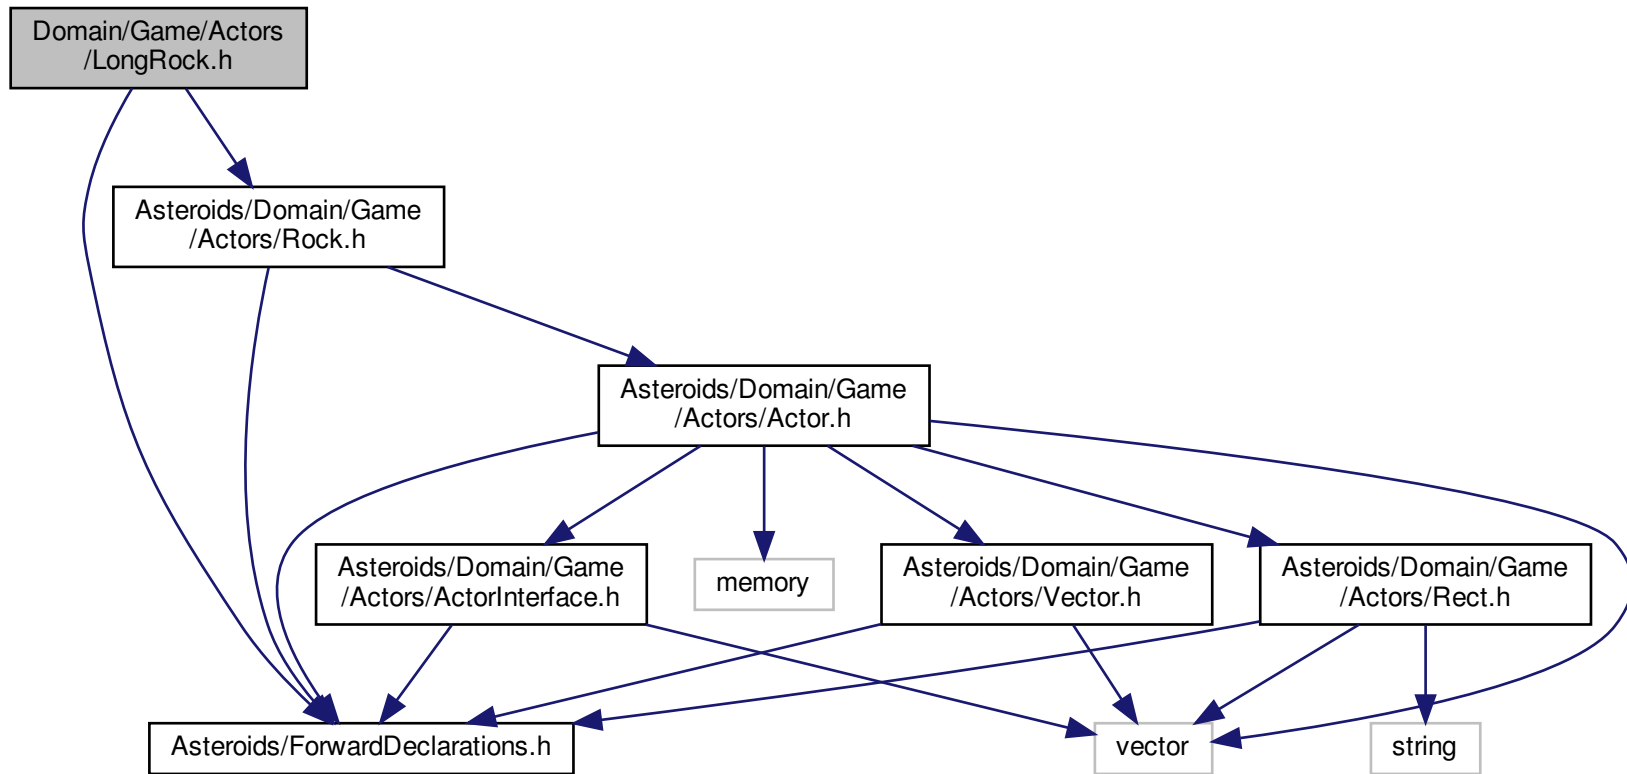 Domain/Game/Actors
/LongRock.h
Asteroids/Domain/Game
/Actors/Rock.h
Asteroids/Domain/Game
/Actors/Actor.h
Asteroids/Domain/Game
/Actors/ActorInterface.h
memory
Asteroids/Domain/Game
/Actors/Vector.h
Asteroids/Domain/Game
/Actors/Rect.h
Asteroids/ForwardDeclarations.h
vector
string